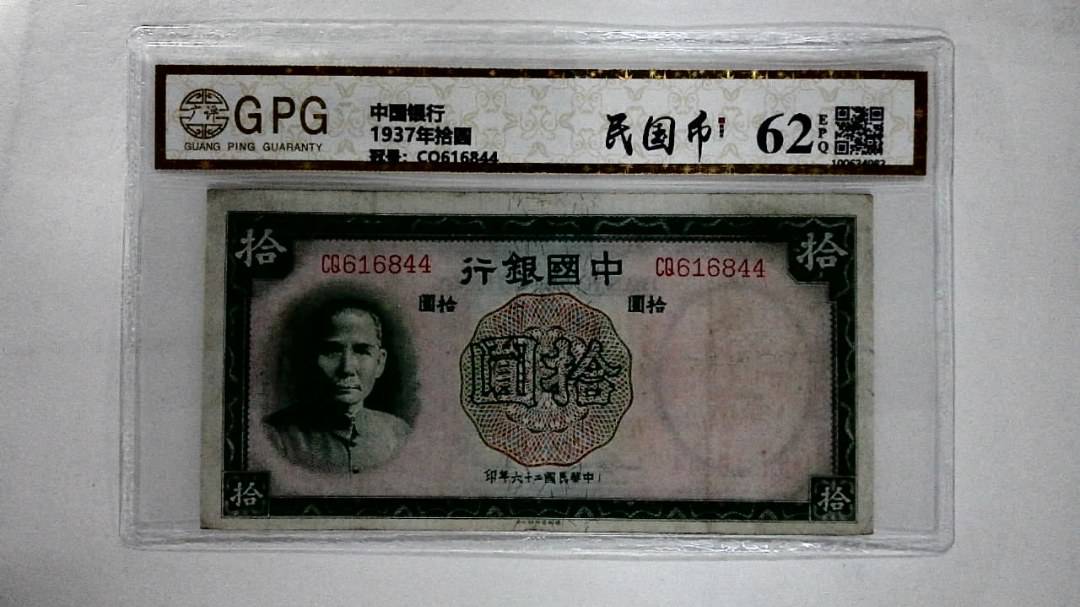 GPG
GUANG PING GUARANTY
中國银行
1937年拾圓
冠号：CQ616844
民国币
62
EPQ
拾
拾
CQ616844
中國銀行
CQ616844
拾圓
拾圓
拾圓
中華民國二十六年印
拾
拾